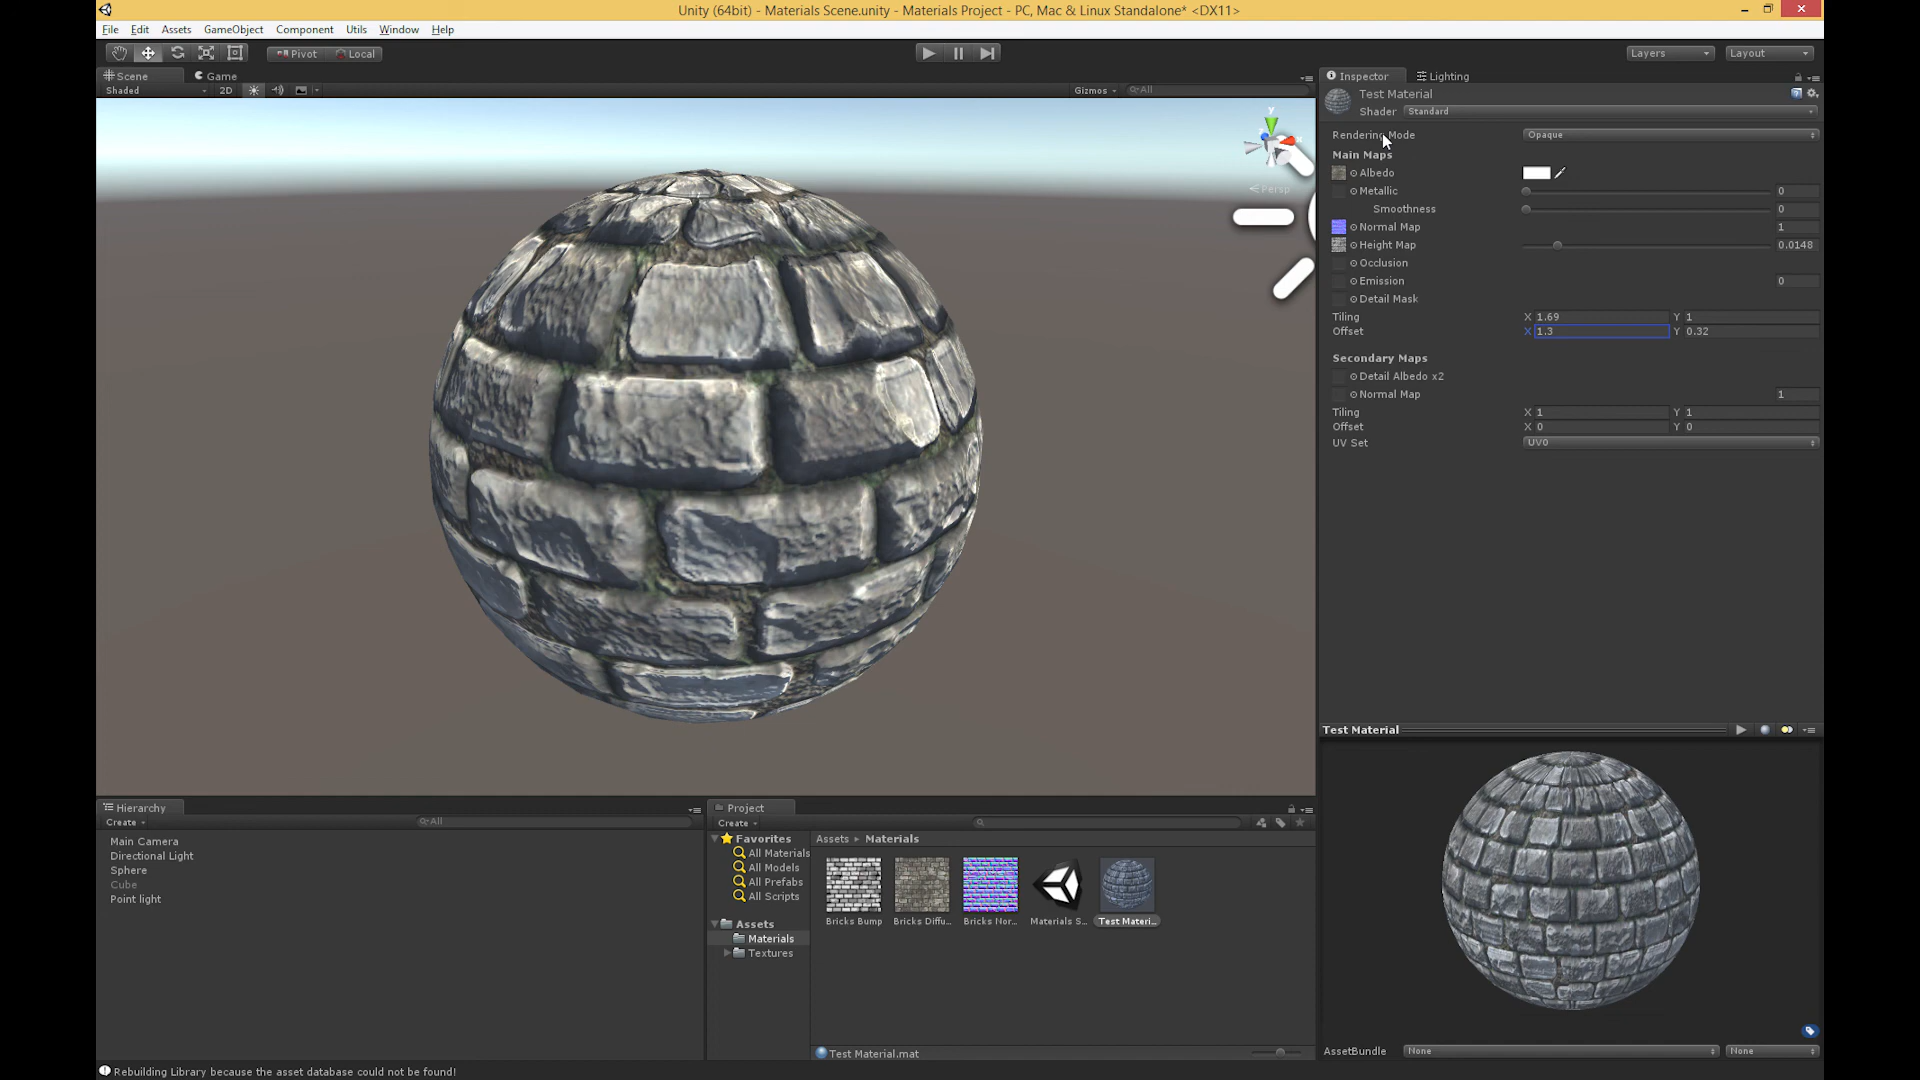 Unity (64bit) - Materials Scene.unity - Materials Project - PC, Mac & Linux Standalone* <DX11>
File Edit Assets GameObject Component Utils Window Help
Pivot Local Layers Layout
Scene Game
Shaded 2D Gizmos All
Persp
y
Inspector Lighting
Test Material
Shader Standard
Rendering Mode Opaque
Main Maps
Albedo
Metallic 0
Smoothness 0
Normal Map 1
Height Map 0.0148
Occlusion
Emission 0
Detail Mask
Tiling X 1.69 Y 1
Offset X 1.3 Y 0.32
Secondary Maps
Detail Albedo x2
Normal Map 1
Tiling X 1 Y 1
Offset X 0 Y 0
UV Set UV0
Test Material
AssetBundle None None
Hierarchy
Create All
Main Camera
Directional Light
Sphere
Cube
Point light
Project
Create
Favorites
All Materials
All Models
All Prefabs
All Scripts
Assets
Materials
Textures
Assets Materials
Bricks Bump Bricks Diffu... Bricks Nor... Materials S... Test Materi...
Test Material.mat
Rebuilding Library because the asset database could not be found!